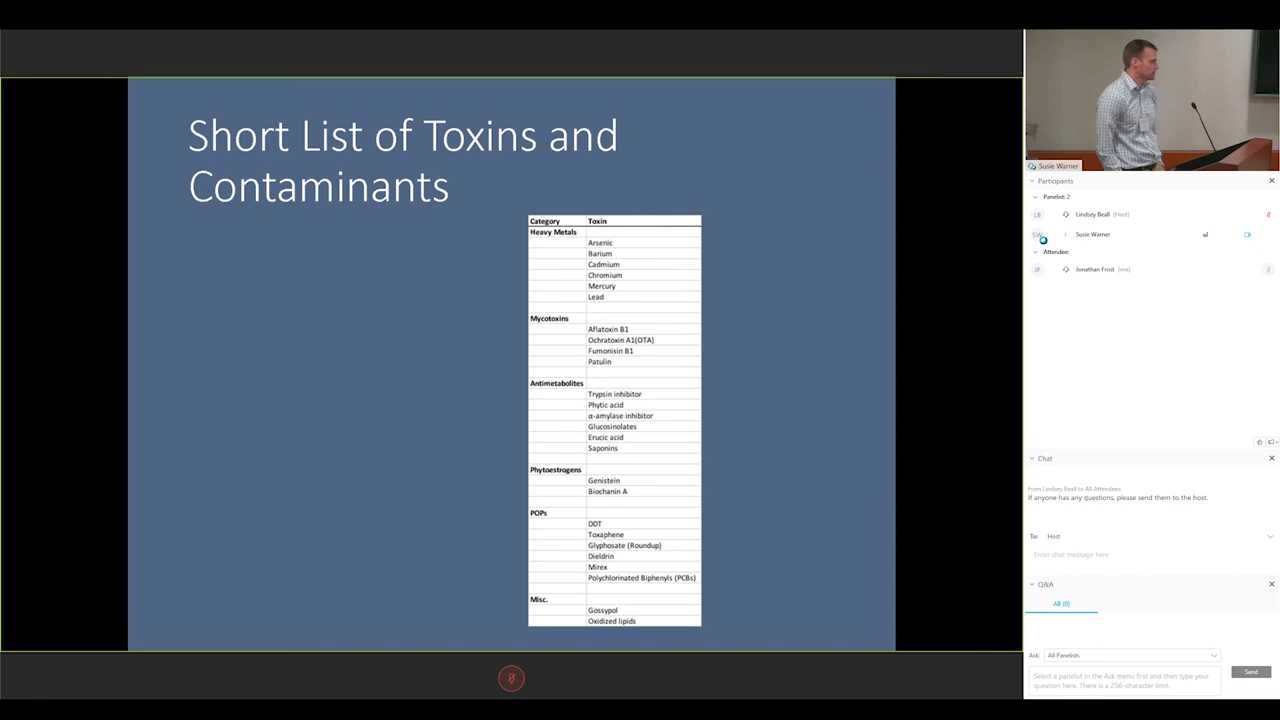 Short List of Toxins and
Contaminants
Category Toxin
Heavy Metals
Arsenic
Barium
Cadmium
Chromium
Mercury
Lead
Mycotoxins
Aflatoxin B1
Ochratoxin A1(OTA)
Fumonisin B1
Patulin
Antimetabolites
Trypsin inhibitor
Phytic acid
α-amylase inhibitor
Glucosinolates
Erucic acid
Saponins
Phytoestrogens
Genistein
Biochanin A
POPs
DDT
Toxaphene
Glyphosate (Roundup)
Dieldrin
Mirex
Polychlorinated Biphenyls (PCBs)
Misc.
Gossypol
Oxidized lipids
Susie Warner
Participants
Panelist: 2
LB Lindsey Beall (Host)
SW Susie Warner
Attendee:
JF Jonathan Frost (me)
Chat
from Lindsey Beall to All Attendees:
If anyone has any questions, please send them to the host.
To: Host
Enter chat message here
Q&A
All (0)
Ask: All Panelists
Select a panelist in the Ask menu first and then type your
question here. There is a 256-character limit.
Send